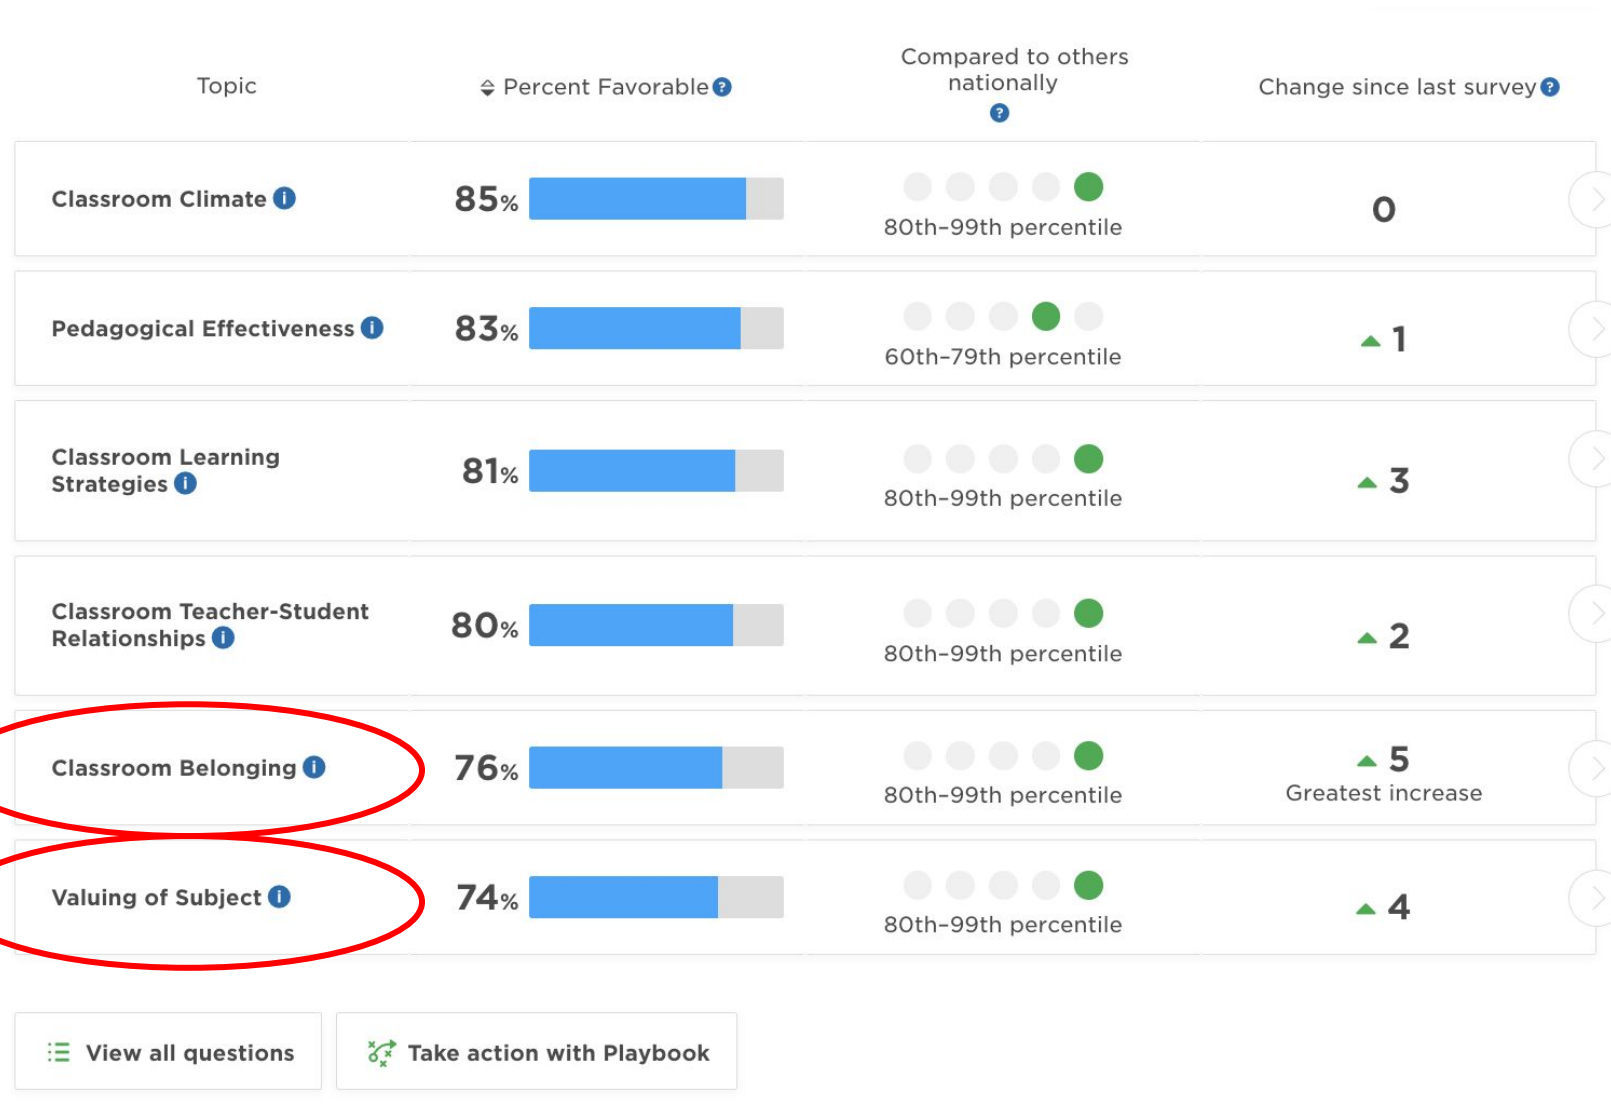 Topic
Percent Favorable
Compared to others
nationally
Change since last survey
Classroom Climate
85%
80th–99th percentile
0
Pedagogical Effectiveness
83%
60th–79th percentile
1
Classroom Learning
Strategies
81%
80th–99th percentile
3
Classroom Teacher-Student
Relationships
80%
80th–99th percentile
2
Classroom Belonging
76%
80th–99th percentile
5
Greatest increase
Valuing of Subject
74%
80th–99th percentile
4
View all questions
Take action with Playbook